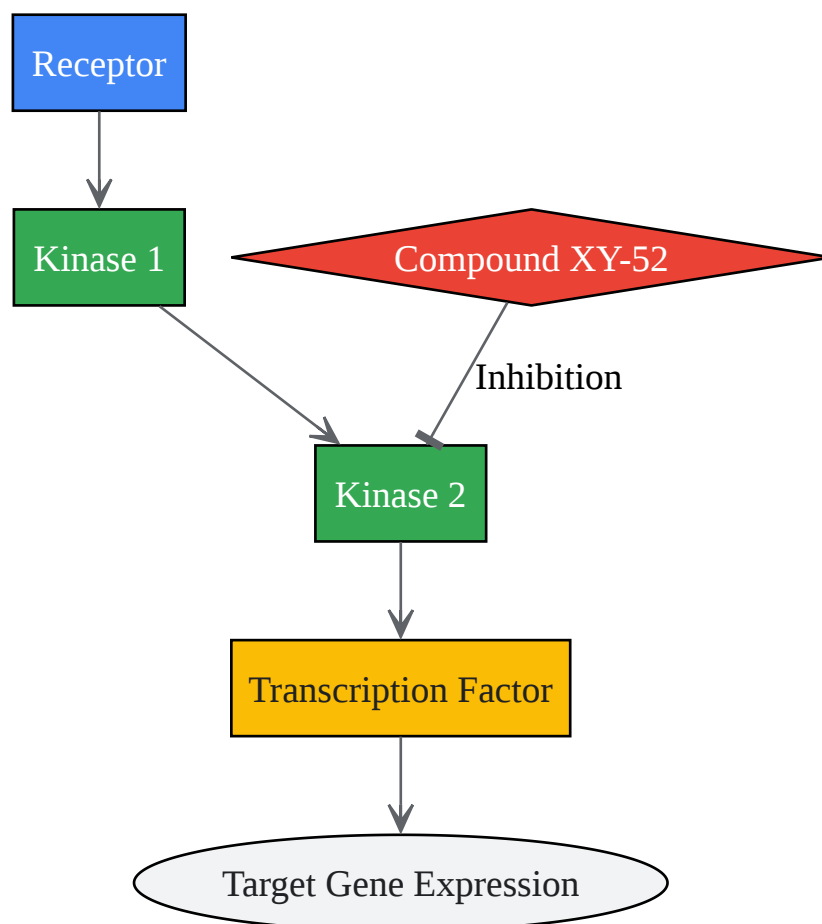 Receptor
Kinase 1
Compound XY-52
Inhibition
Kinase 2
Transcription Factor
Target Gene Expression